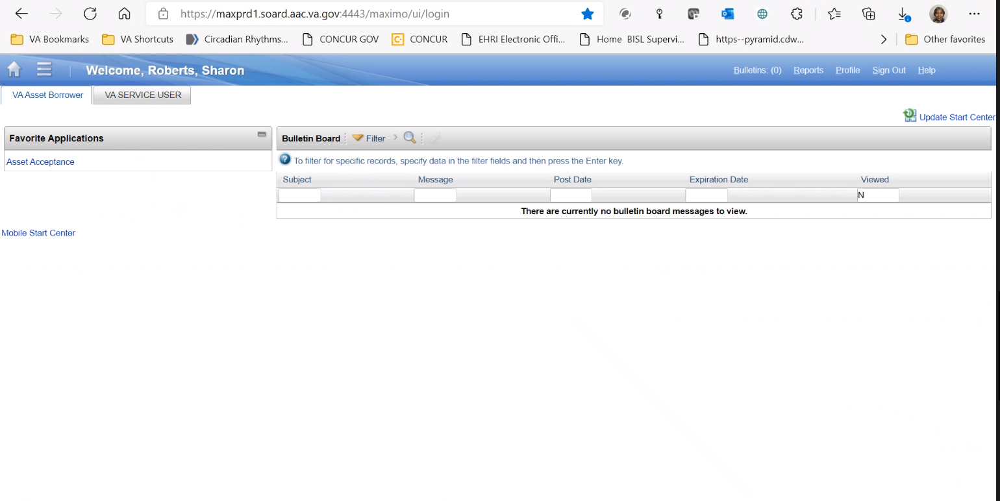 https://maxprd1.soard.aac.va.gov:4443/maximo/ui/login
VA Bookmarks VA Shortcuts Circadian Rhythms... CONCUR GOV CONCUR EHRI Electronic Offi... Home BISL Supervi... https--pyramid.cdw... Other favorites
Welcome, Roberts, Sharon Bulletins: (0) Reports Profile Sign Out Help
VA Asset Borrower VA SERVICE USER
Update Start Center
Favorite Applications Bulletin Board Filter
Asset Acceptance To filter for specific records, specify data in the filter fields and then press the Enter key.
Subject Message Post Date Expiration Date Viewed
N
There are currently no bulletin board messages to view.
Mobile Start Center